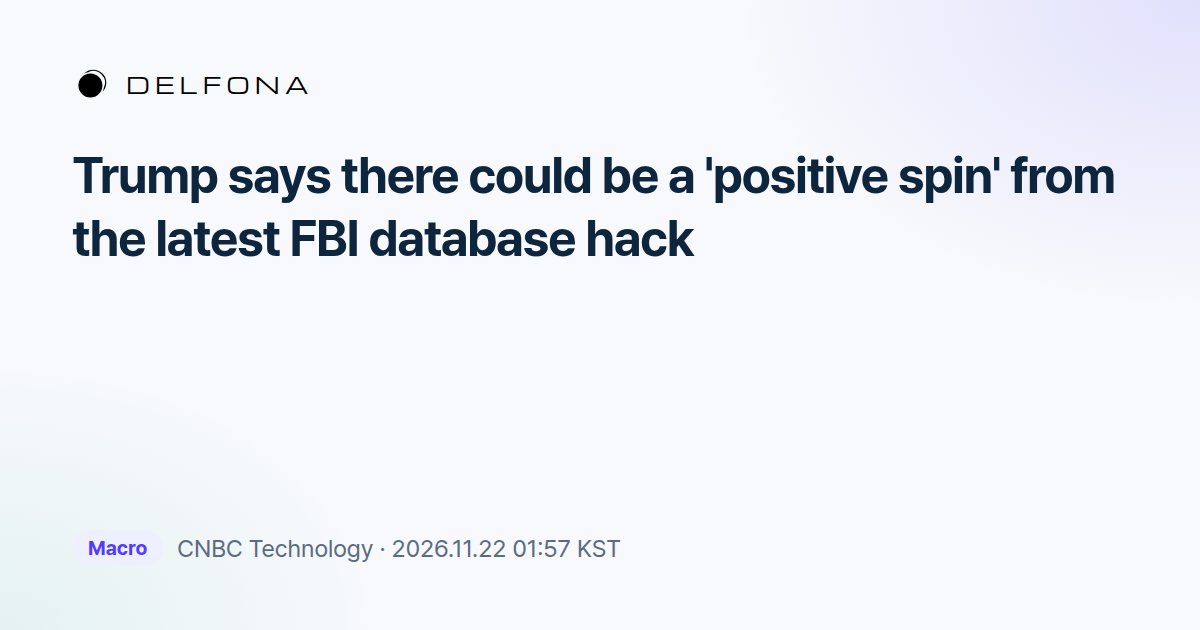 DELFONA
Trump says there could be a 'positive spin' from
the latest FBI database hack
Macro CNBC Technology · 2026.11.22 01:57 KST